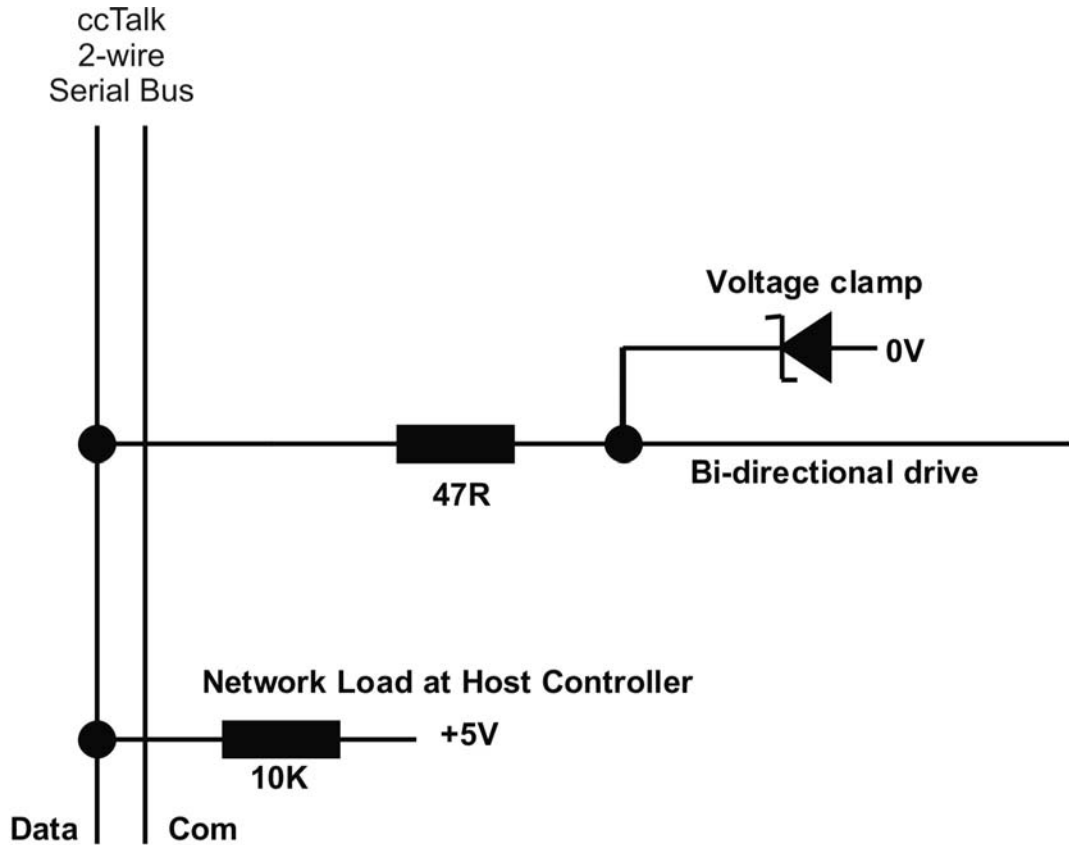 ccTalk
2-wire
Serial Bus
Voltage clamp
0V
47R
Bi-directional drive
Network Load at Host Controller
+5V
10K
Data
Com